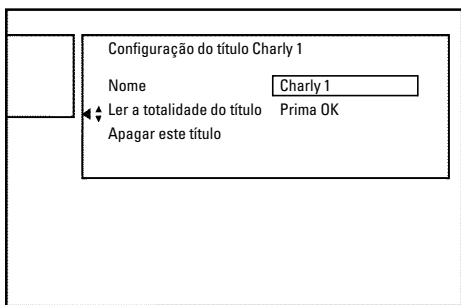 Configuração do título Charly 1
Nome Charly 1
Ler a totalidade do título Prima OK
Apagar este título